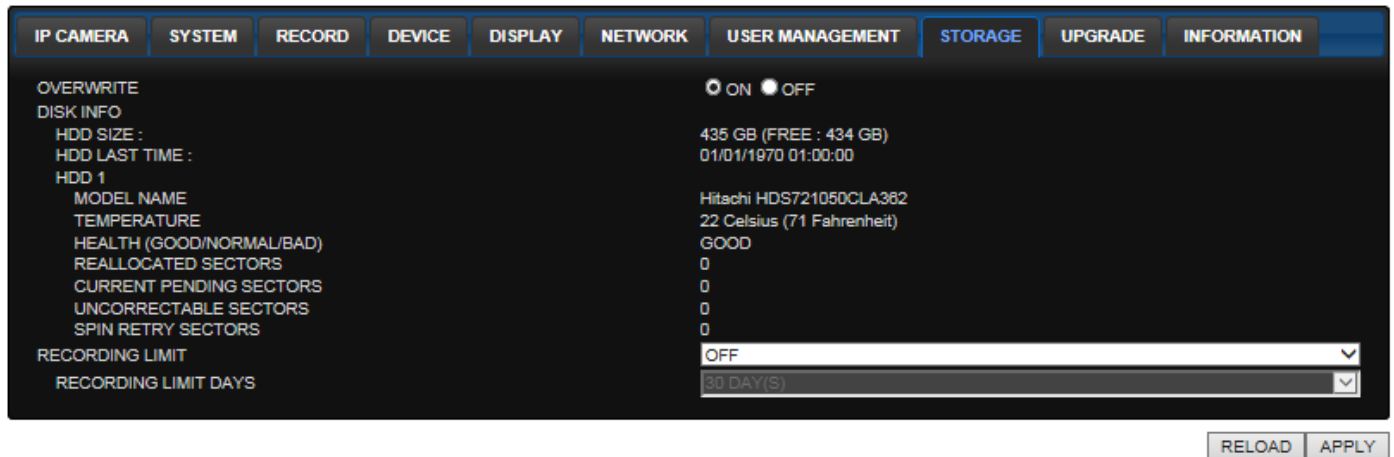 IP CAMERA SYSTEM RECORD DEVICE DISPLAY NETWORK USER MANAGEMENT STORAGE UPGRADE INFORMATION
OVERWRITE ON OFF
DISK INFO
HDD SIZE : 435 GB (FREE : 434 GB)
HDD LAST TIME : 01/01/1970 01:00:00
HDD 1
MODEL NAME Hitachi HDS721050CLA362
TEMPERATURE 22 Celsius (71 Fahrenheit)
HEALTH (GOOD/NORMAL/BAD) GOOD
REALLOCATED SECTORS 0
CURRENT PENDING SECTORS 0
UNCORRECTABLE SECTORS 0
SPIN RETRY SECTORS 0
RECORDING LIMIT OFF
RECORDING LIMIT DAYS 30 DAY(S)
RELOAD APPLY